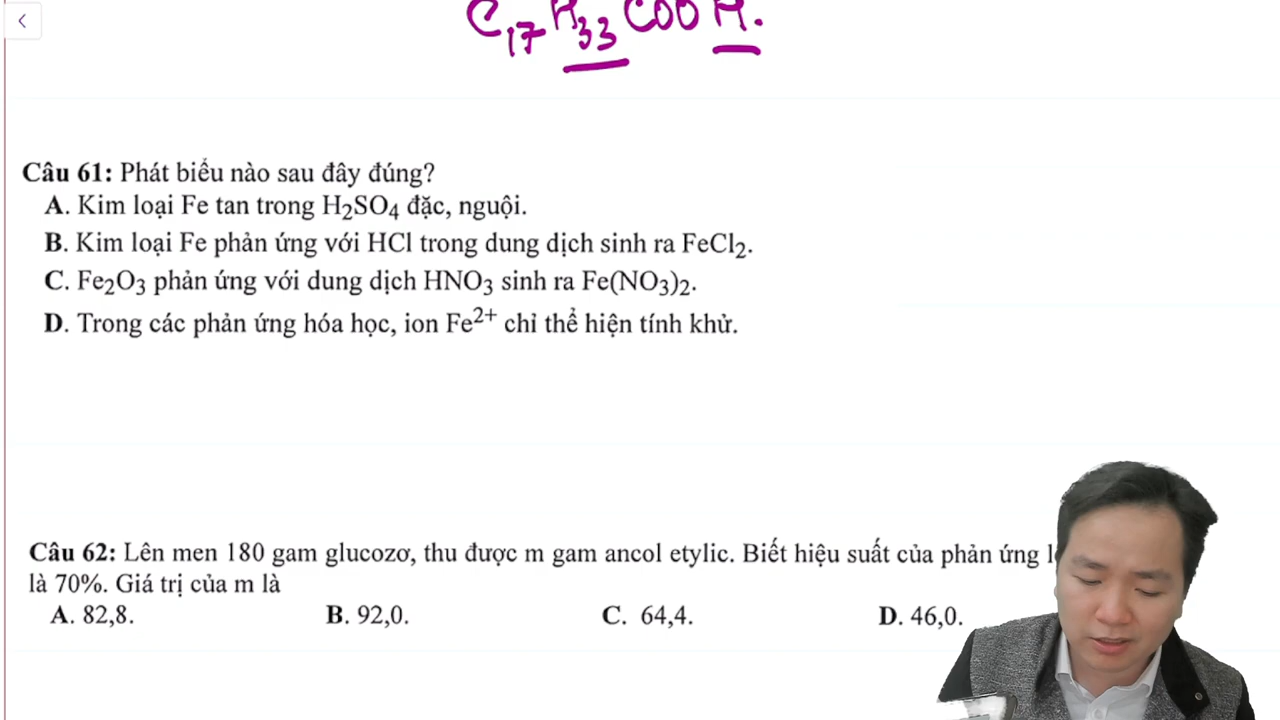 C₁₇H₃₃COOH.
Câu 61: Phát biểu nào sau đây đúng?
A. Kim loại Fe tan trong H₂SO₄ đặc, nguội.
B. Kim loại Fe phản ứng với HCl trong dung dịch sinh ra FeCl₂.
C. Fe₂O₃ phản ứng với dung dịch HNO₃ sinh ra Fe(NO₃)₂.
D. Trong các phản ứng hóa học, ion Fe²⁺ chỉ thể hiện tính khử.
Câu 62: Lên men 180 gam glucozơ, thu được m gam ancol etylic. Biết hiệu suất của phản ứng
là 70%. Giá trị của m là
A. 82,8. B. 92,0. C. 64,4. D. 46,0.